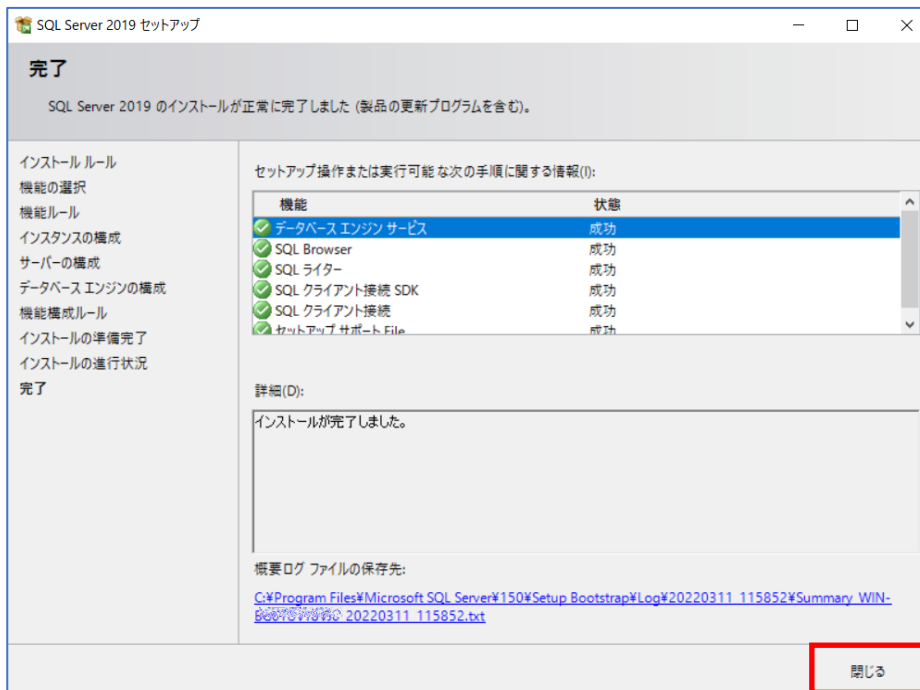 SQL Server 2019 セットアップ
完了
SQL Server 2019 のインストールが正常に完了しました (製品の更新プログラムを含む)。
インストール ルール
機能の選択
機能ルール
インスタンスの構成
サーバーの構成
データベース エンジンの構成
機能構成ルール
インストールの準備完了
インストールの進行状況
完了
セットアップ操作または実行可能な次の手順に関する情報(I):
機能 状態
データベース エンジン サービス 成功
SQL Browser 成功
SQL ライター 成功
SQL クライアント接続 SDK 成功
SQL クライアント接続 成功
セットアップ サポート File 成功
詳細(D):
インストールが完了しました。
概要ログ ファイルの保存先:
C:¥Program Files¥Microsoft SQL Server¥150¥Setup Bootstrap¥Log¥20220311_115852¥Summary_WIN-
20220311_115852.txt
閉じる